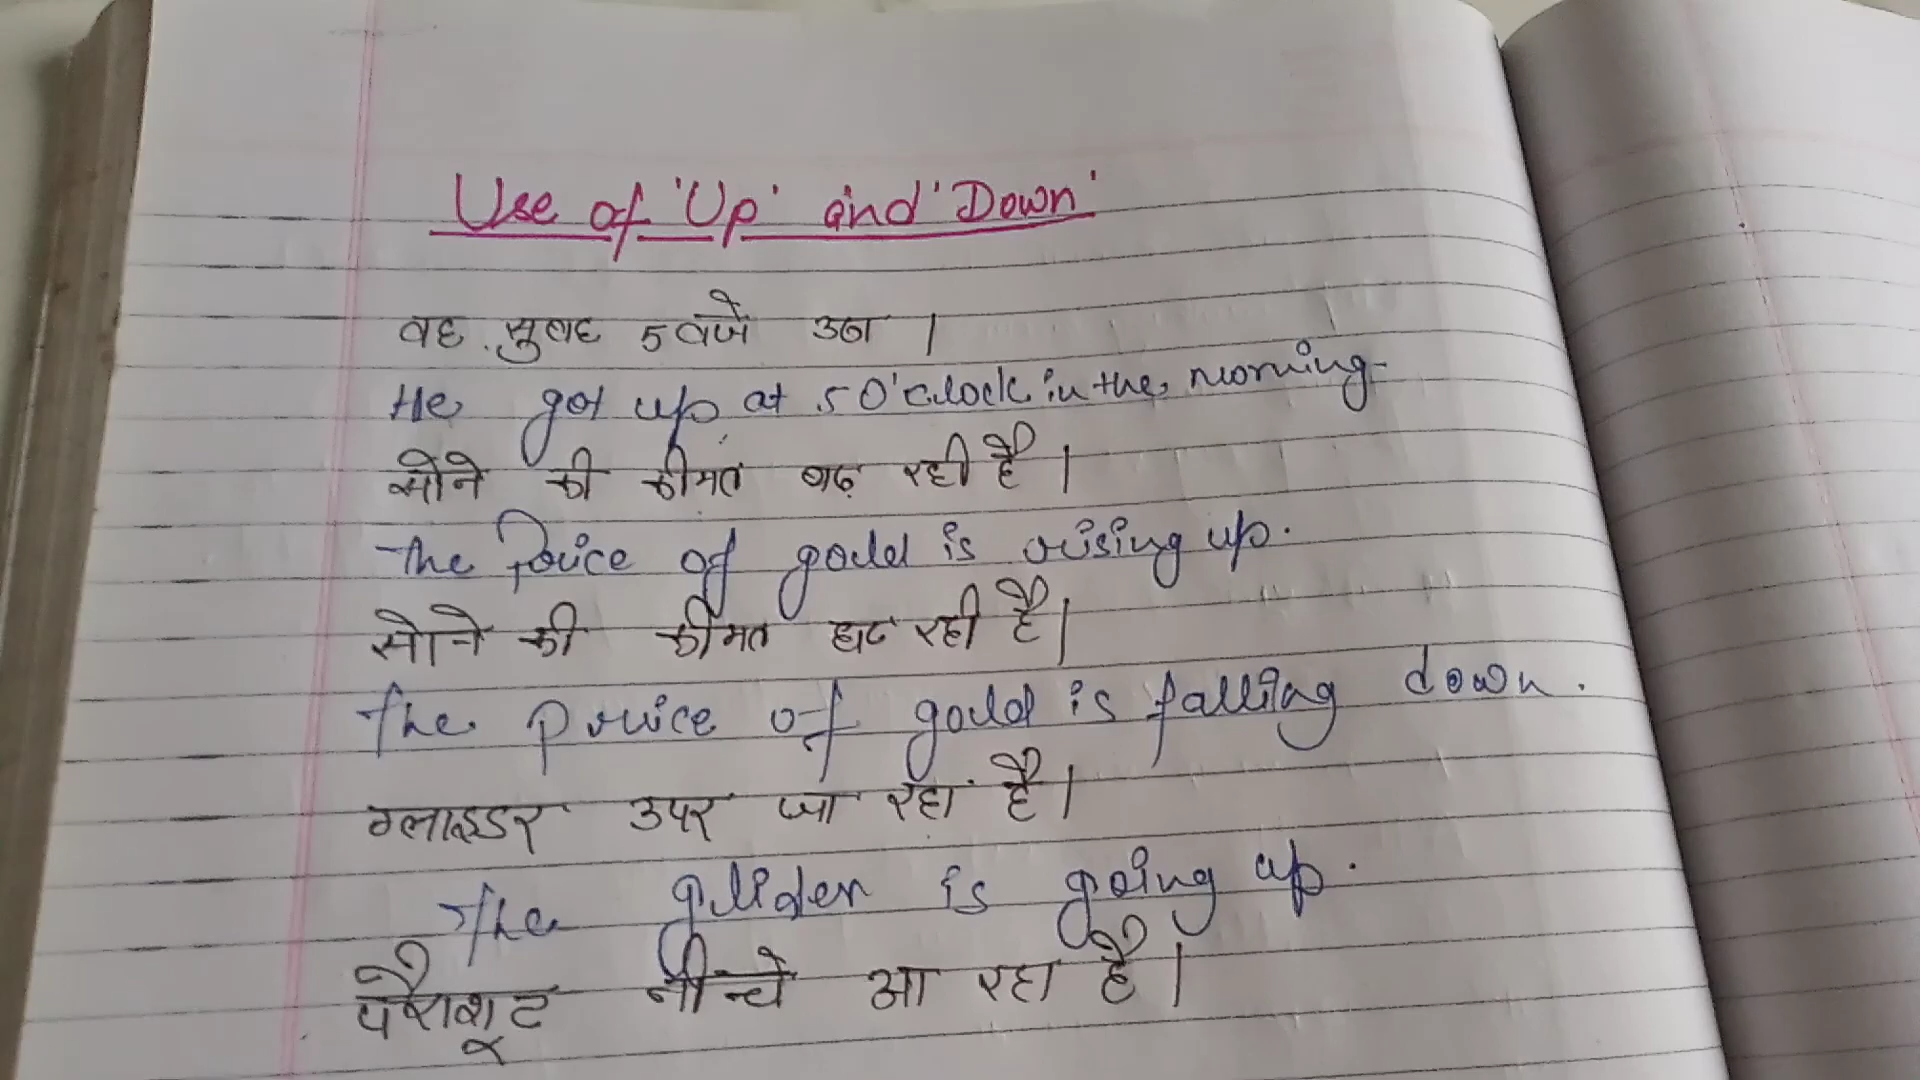 Use of 'Up' and 'Down'
वह सुबह 5 बजे उठा ।
He got up at 5 O'clock in the morning.
सोने की कीमत बढ़ रही है ।
The Price of gold is rising up.
सोने की कीमत घट रही है ।
The price of gold is falling down.
ग्लाइडर उपर जा रहा है ।
The glider is going up.
पैराशूट नीचे आ रहा है ।